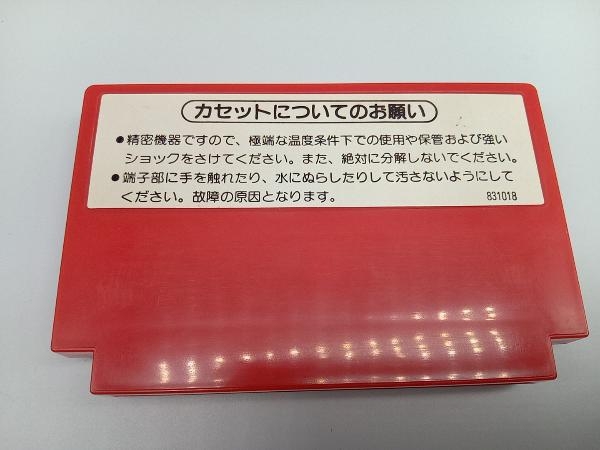 カセットについてのお願い
●精密機器ですので、極端な温度条件下での使用や保管および強い
ショックをさけてください。また、絶対に分解しないでください。
●端子部に手を触れたり、水にぬらしたりして汚さないようにして
ください。故障の原因となります。
831018